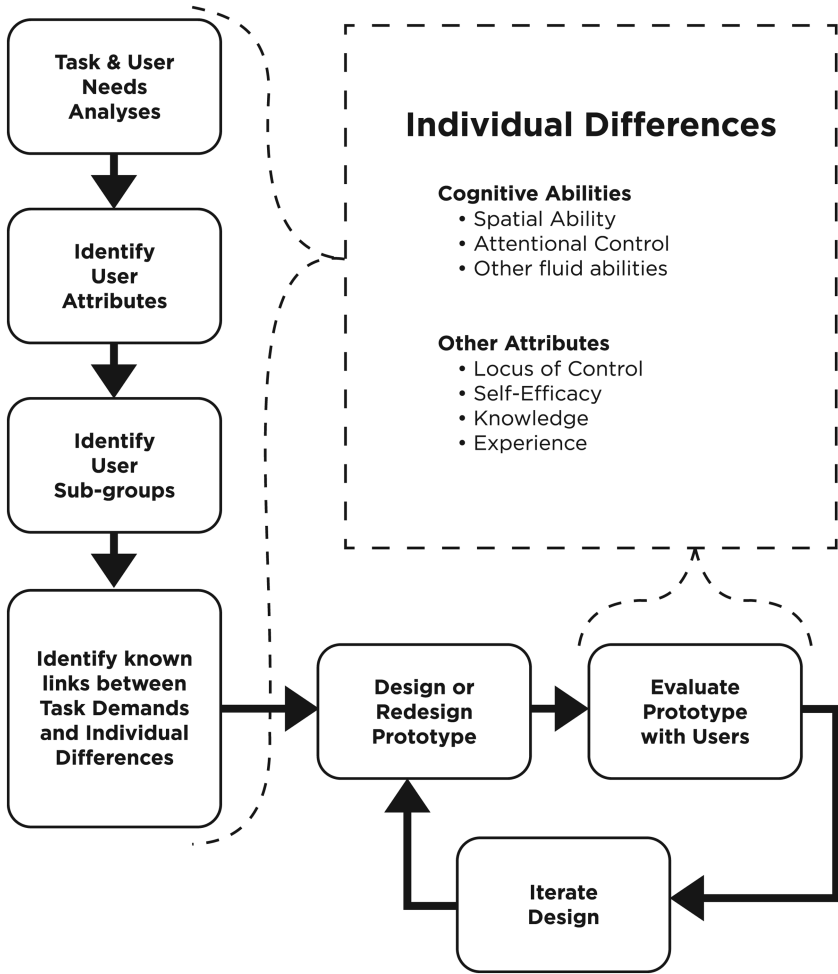 Task & User
Needs
Analyses
Identify
User
Attributes
Identify
User
Sub-groups
Identify known
links between
Task Demands
and Individual
Differences
Individual Differences
Cognitive Abilities
• Spatial Ability
• Attentional Control
• Other fluid abilities
Other Attributes
• Locus of Control
• Self-Efficacy
• Knowledge
• Experience
Design or
Redesign
Prototype
Evaluate
Prototype
with Users
Iterate
Design